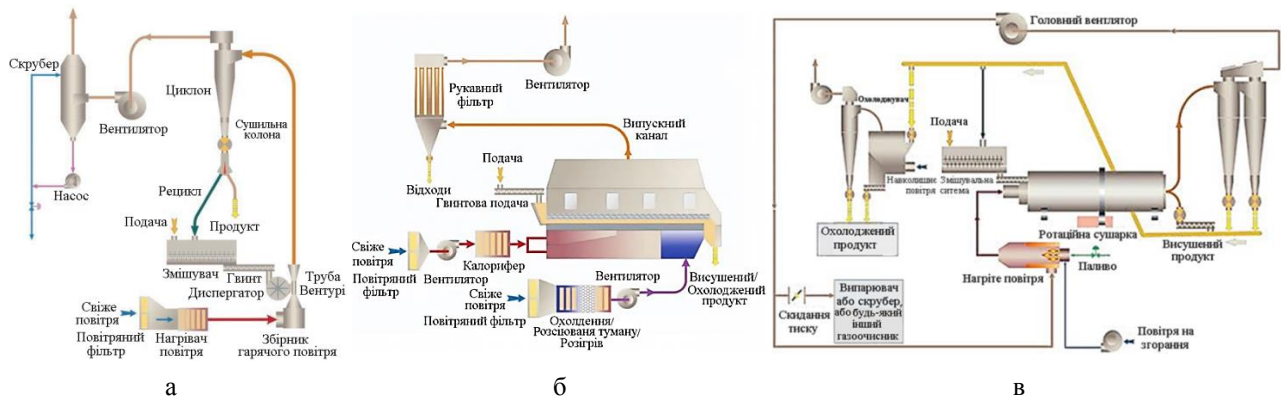 Скрубер
Насос
Вентилятор
Циклон
Сушильна
колона
Рецикл
Подача
Продукт
Змішувач
Гвинт
Диспергатор
Труба
Вентурі
Свіже
повітря
Повітряний
фільтр
Нагрівач
повітря
Збірник
гарячого повітря
а
Рукавний
фільтр
Вентилятор
Випускний
канал
Подача
Відходи
Гвинтова подача
Свіже
повітря
Повітряний
фільтр
Вентилятор
Калорифер
Вентилятор
Висушений/
Охолоджений
продукт
Свіже
повітря
Повітряний фільтр
Охолдення/
Розсіюваня туману/
Розігрів
б
Головний вентлятор
Охолоджувач
Подача
Навколишнє
повітря
Змішувальна
ситема
Охолоджений
продукт
Ротаційна сушарка
Висушений
продукт
Нагріте повітря
Паливо
Скидання
тиску
Випарювач
або скрубер,
або будь-який
інший
газоочисник
Повітря на
згорання
в